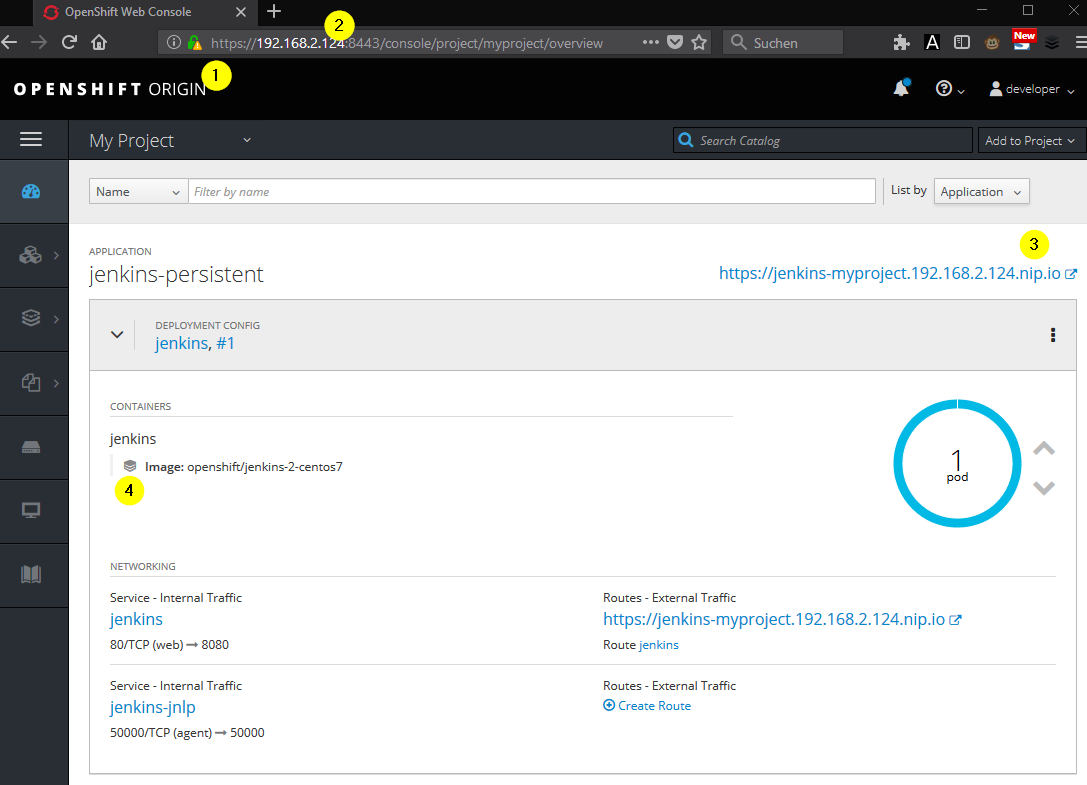 OpenShift Web Console
2
https://192.168.2.124:8443/console/project/myproject/overview
Suchen
A
New
1
OPENSHIFT ORIGIN
developer
My Project
Search Catalog
Add to Project
Name
Filter by name
List by
Application
3
APPLICATION
jenkins-persistent
https://jenkins-myproject.192.168.2.124.nip.io
DEPLOYMENT CONFIG
jenkins, #1
CONTAINERS
jenkins
Image: openshift/jenkins-2-centos7
4
1
pod
NETWORKING
Service - Internal Traffic
jenkins
80/TCP (web) → 8080
Routes - External Traffic
https://jenkins-myproject.192.168.2.124.nip.io
Route jenkins
Service - Internal Traffic
jenkins-jnlp
50000/TCP (agent) → 50000
Routes - External Traffic
Create Route